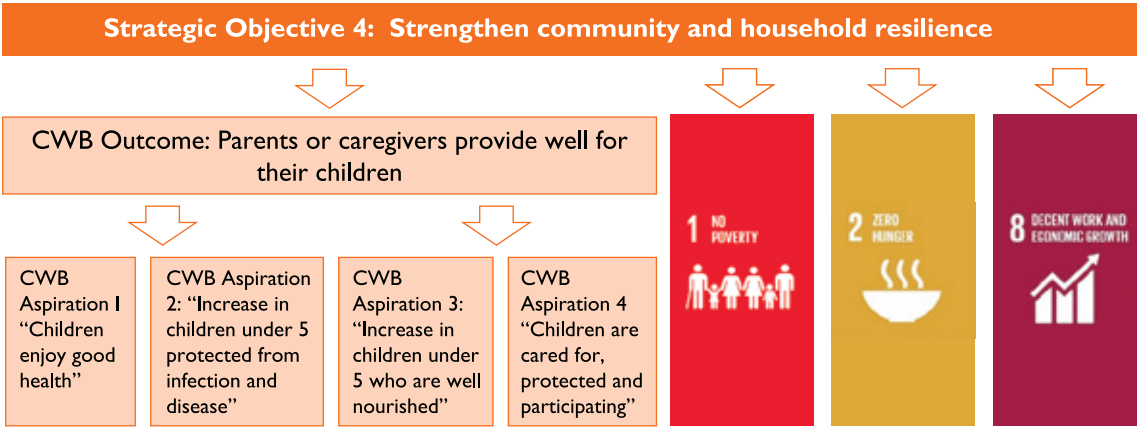 Strategic Objective 4: Strengthen community and household resilience
CWB Outcome: Parents or caregivers provide well for
their children
CWB
Aspiration I
“Children
enjoy good
health”
CWB Aspiration
2: “Increase in
children under 5
protected from
infection and
disease”
CWB
Aspiration 3:
“Increase in
children under
5 who are well
nourished”
CWB
Aspiration 4
“Children are
cared for,
protected and
participating”
1 NO
POVERTY
2 ZERO
HUNGER
8 DECENT WORK AND
ECONOMIC GROWTH